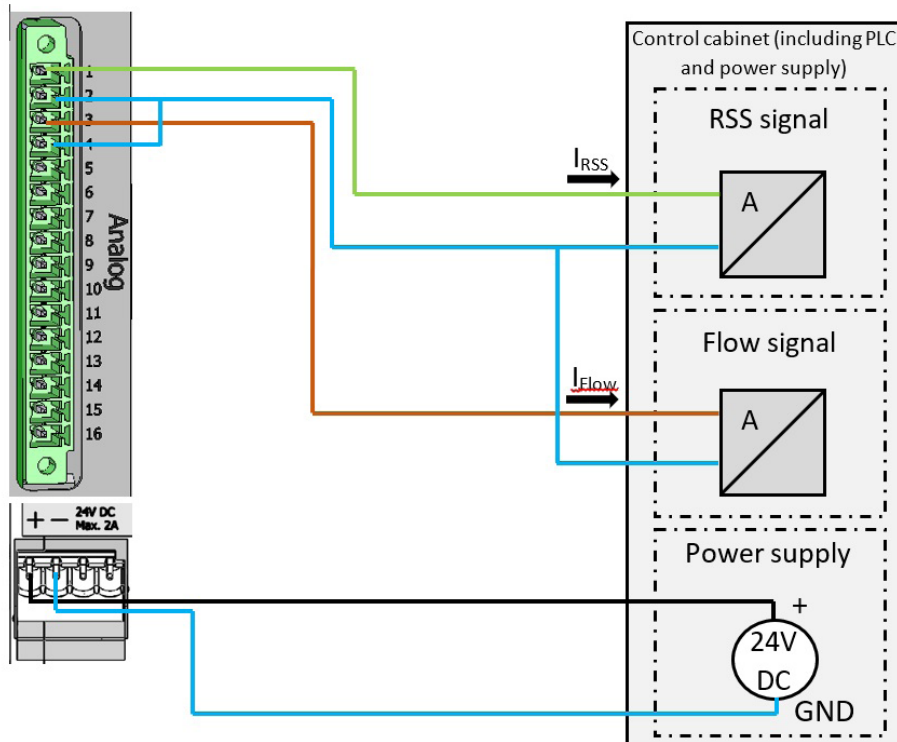 1
2
3
4
5
6
7
8
9
10
11
12
13
14
15
16
Analog
+ − 24V DC
Max. 2A
Control cabinet (including PLC
and power supply)
RSS signal
IRSS
A
Flow signal
IFlow
A
Power supply
+
24V
DC
GND